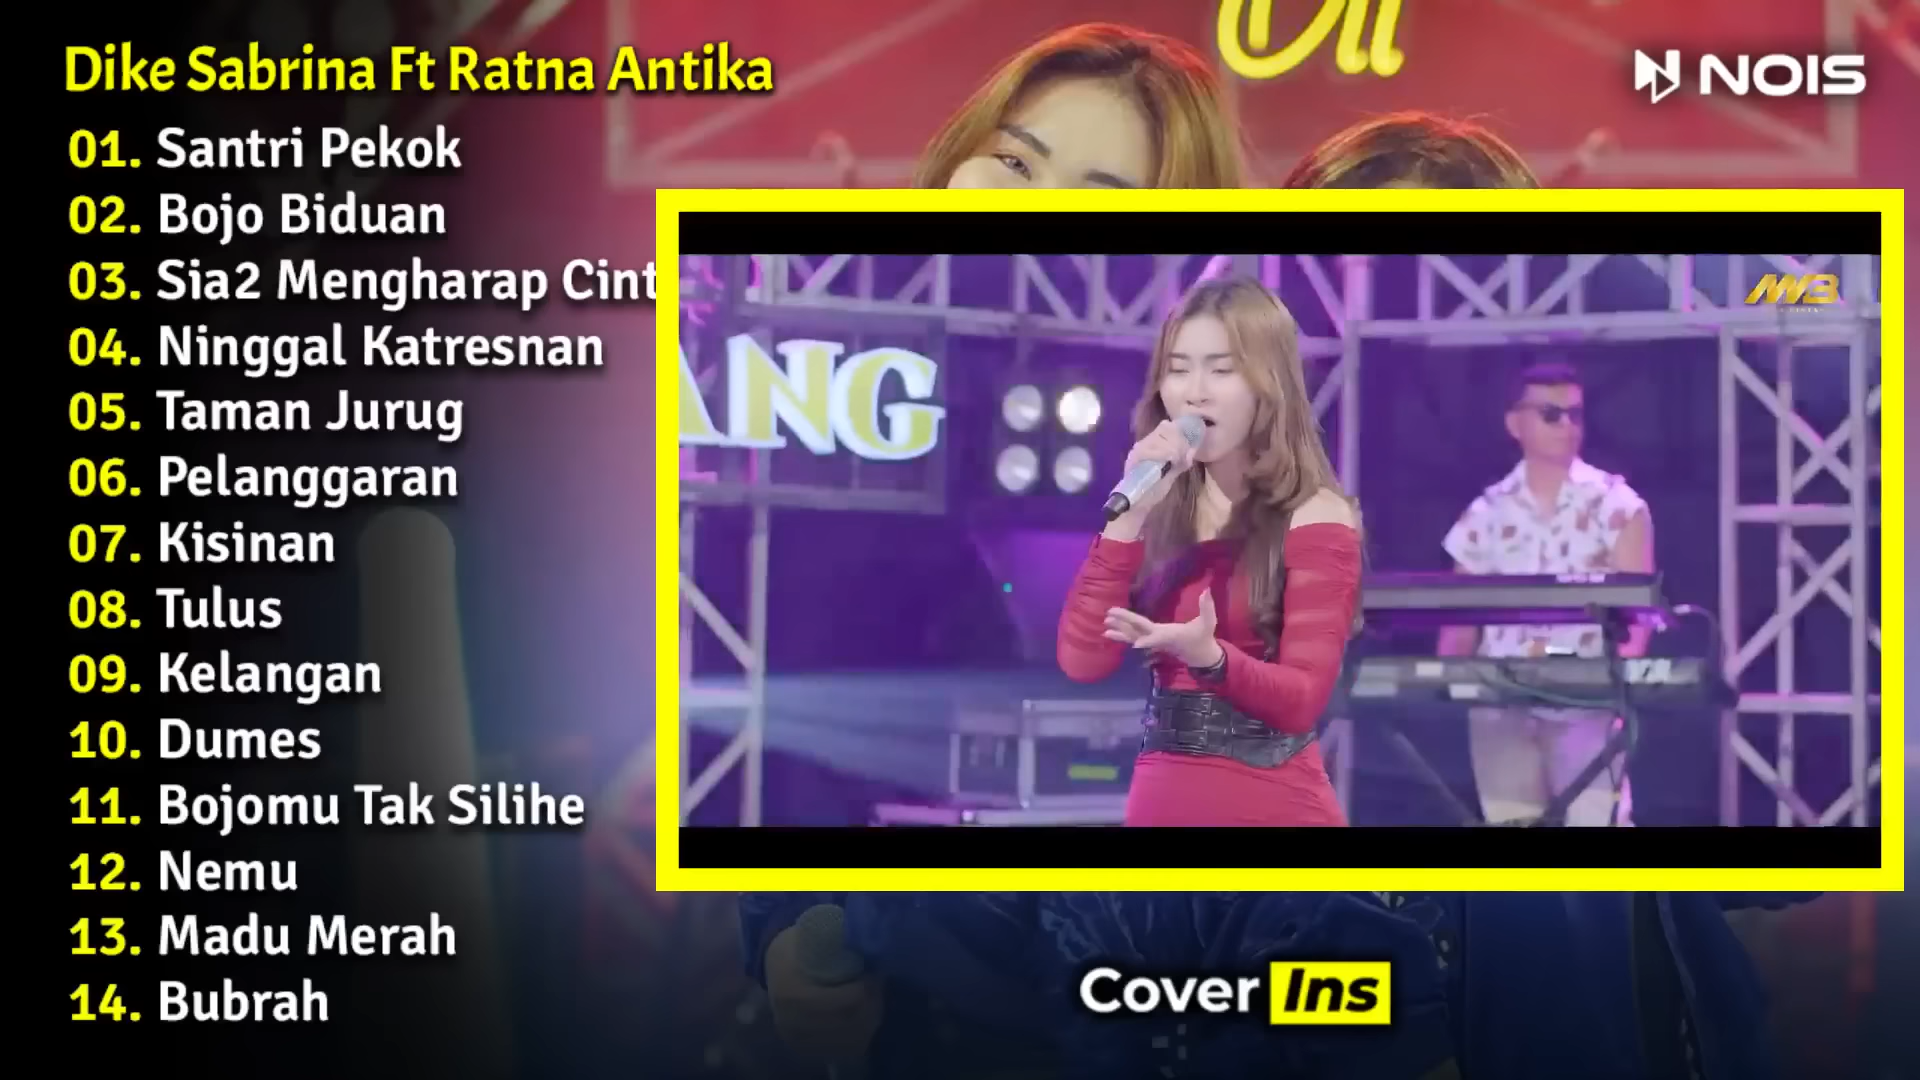 Dike Sabrina Ft Ratna Antika
NOIS
01. Santri Pekok
02. Bojo Biduan
03. Sia2 Mengharap Cint
04. Ninggal Katresnan
05. Taman Jurug
06. Pelanggaran
07. Kisinan
08. Tulus
09. Kelangan
10. Dumes
11. Bojomu Tak Silihe
12. Nemu
13. Madu Merah
14. Bubrah
ANG
Cover Ins